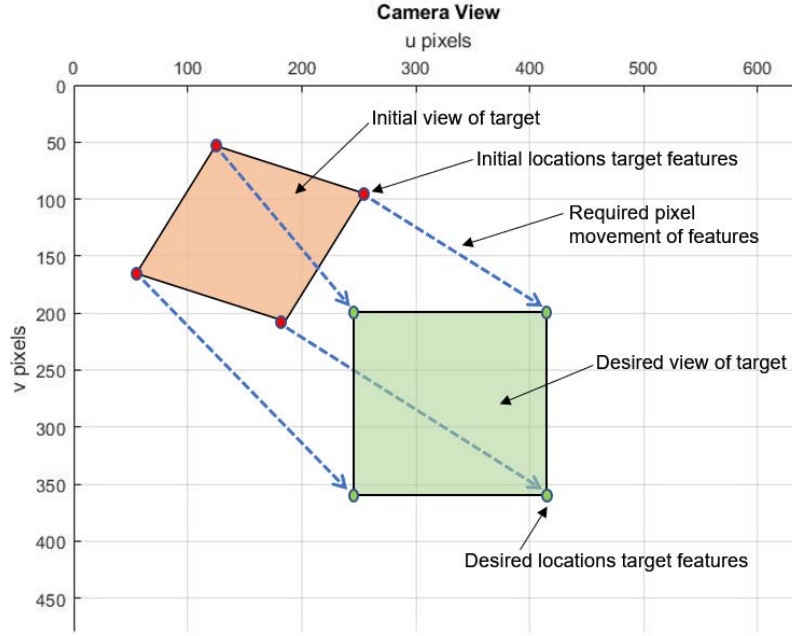 Camera View
u pixels
0 100 200 300 400 500 600
0
50
100
150
200
250
300
350
400
450
v pixels
Initial view of target
Initial locations target features
Required pixel
movement of features
Desired view of target
Desired locations target features